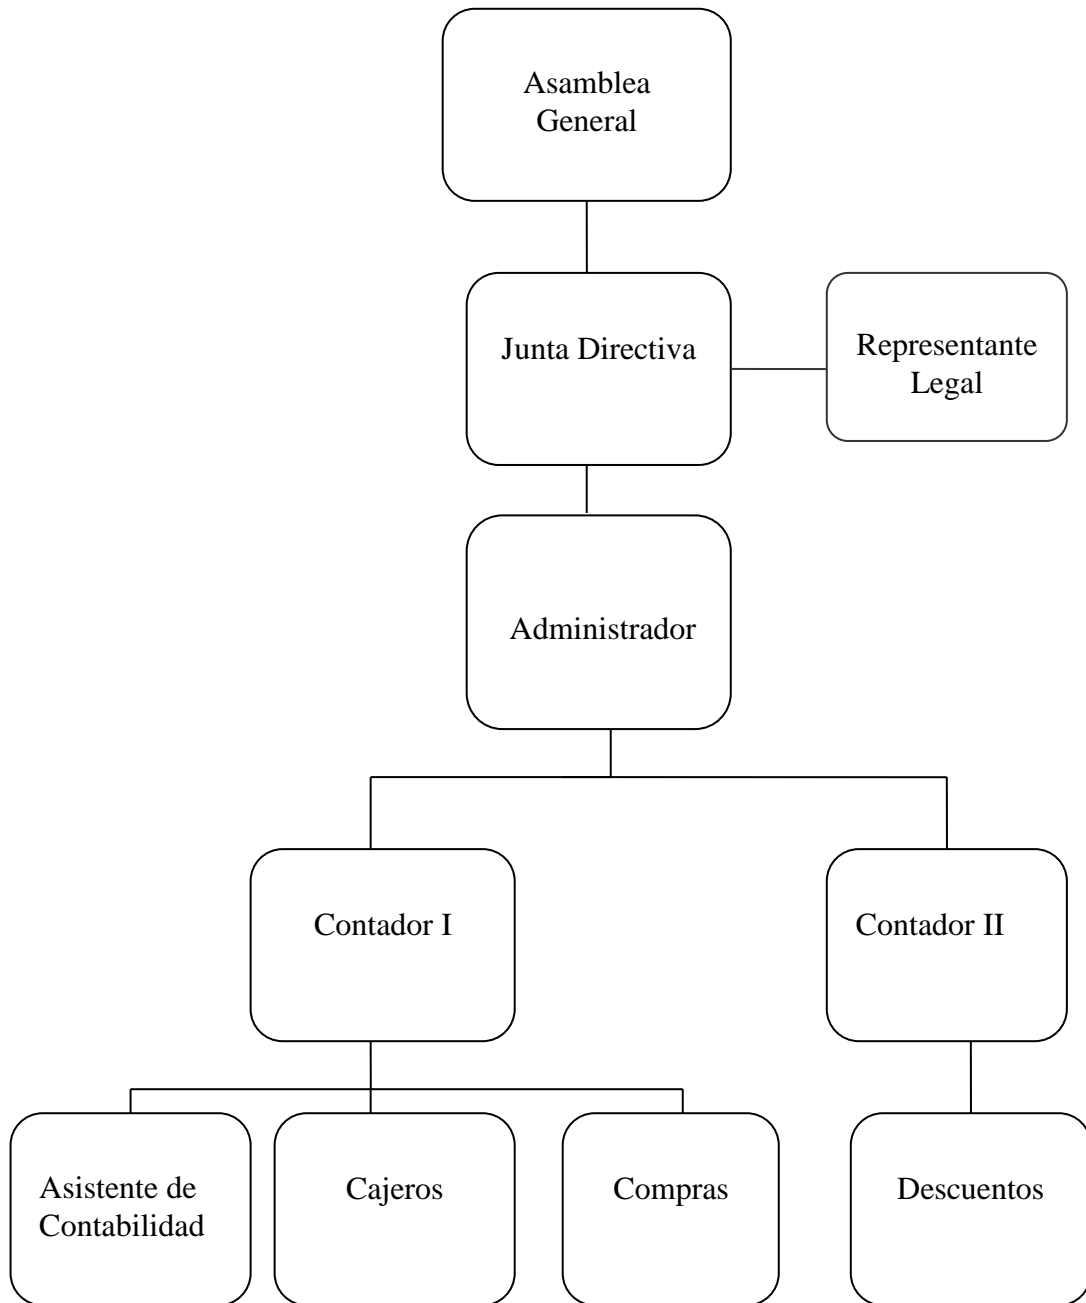 Asamblea
General
Junta Directiva
Representante
Legal
Administrador
Contador I
Contador II
Asistente de
Contabilidad
Cajeros
Compras
Descuentos